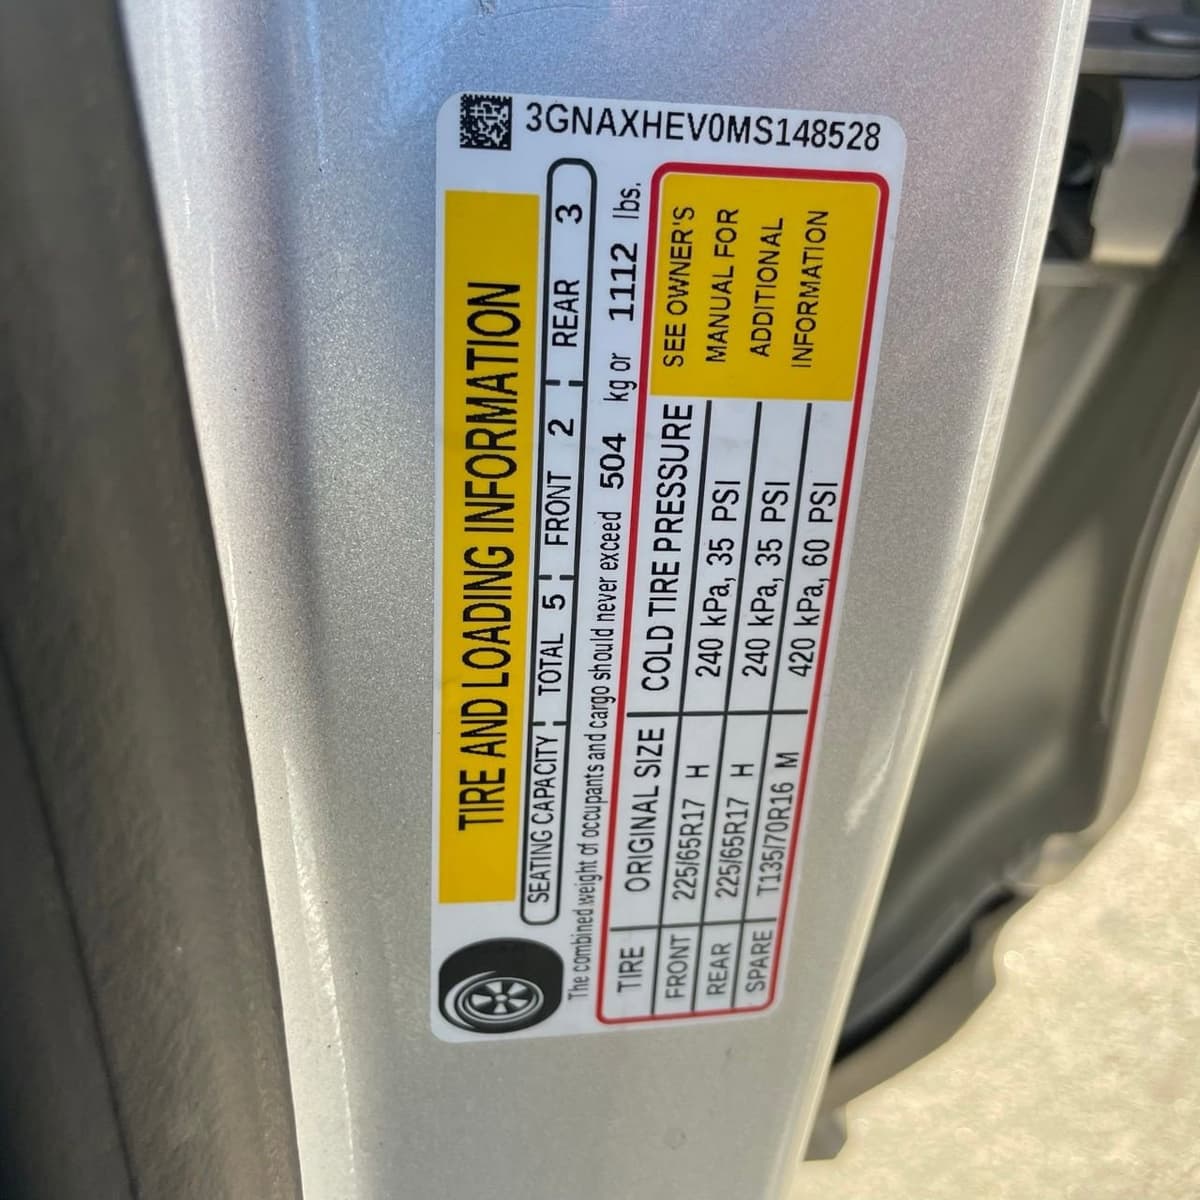 3GNAXHEV0MS148528
TIRE AND LOADING INFORMATION
SEATING CAPACITY TOTAL 5 FRONT 2 REAR 3
The combined weight of occupants and cargo should never exceed 504 kg or 1112 lbs.
TIRE ORIGINAL SIZE COLD TIRE PRESSURE
FRONT 225/65R17 H 240 kPa, 35 PSI
REAR 225/65R17 H 240 kPa, 35 PSI
SPARE T135/70R16 M 420 kPa, 60 PSI
SEE OWNER'S
MANUAL FOR
ADDITIONAL
INFORMATION